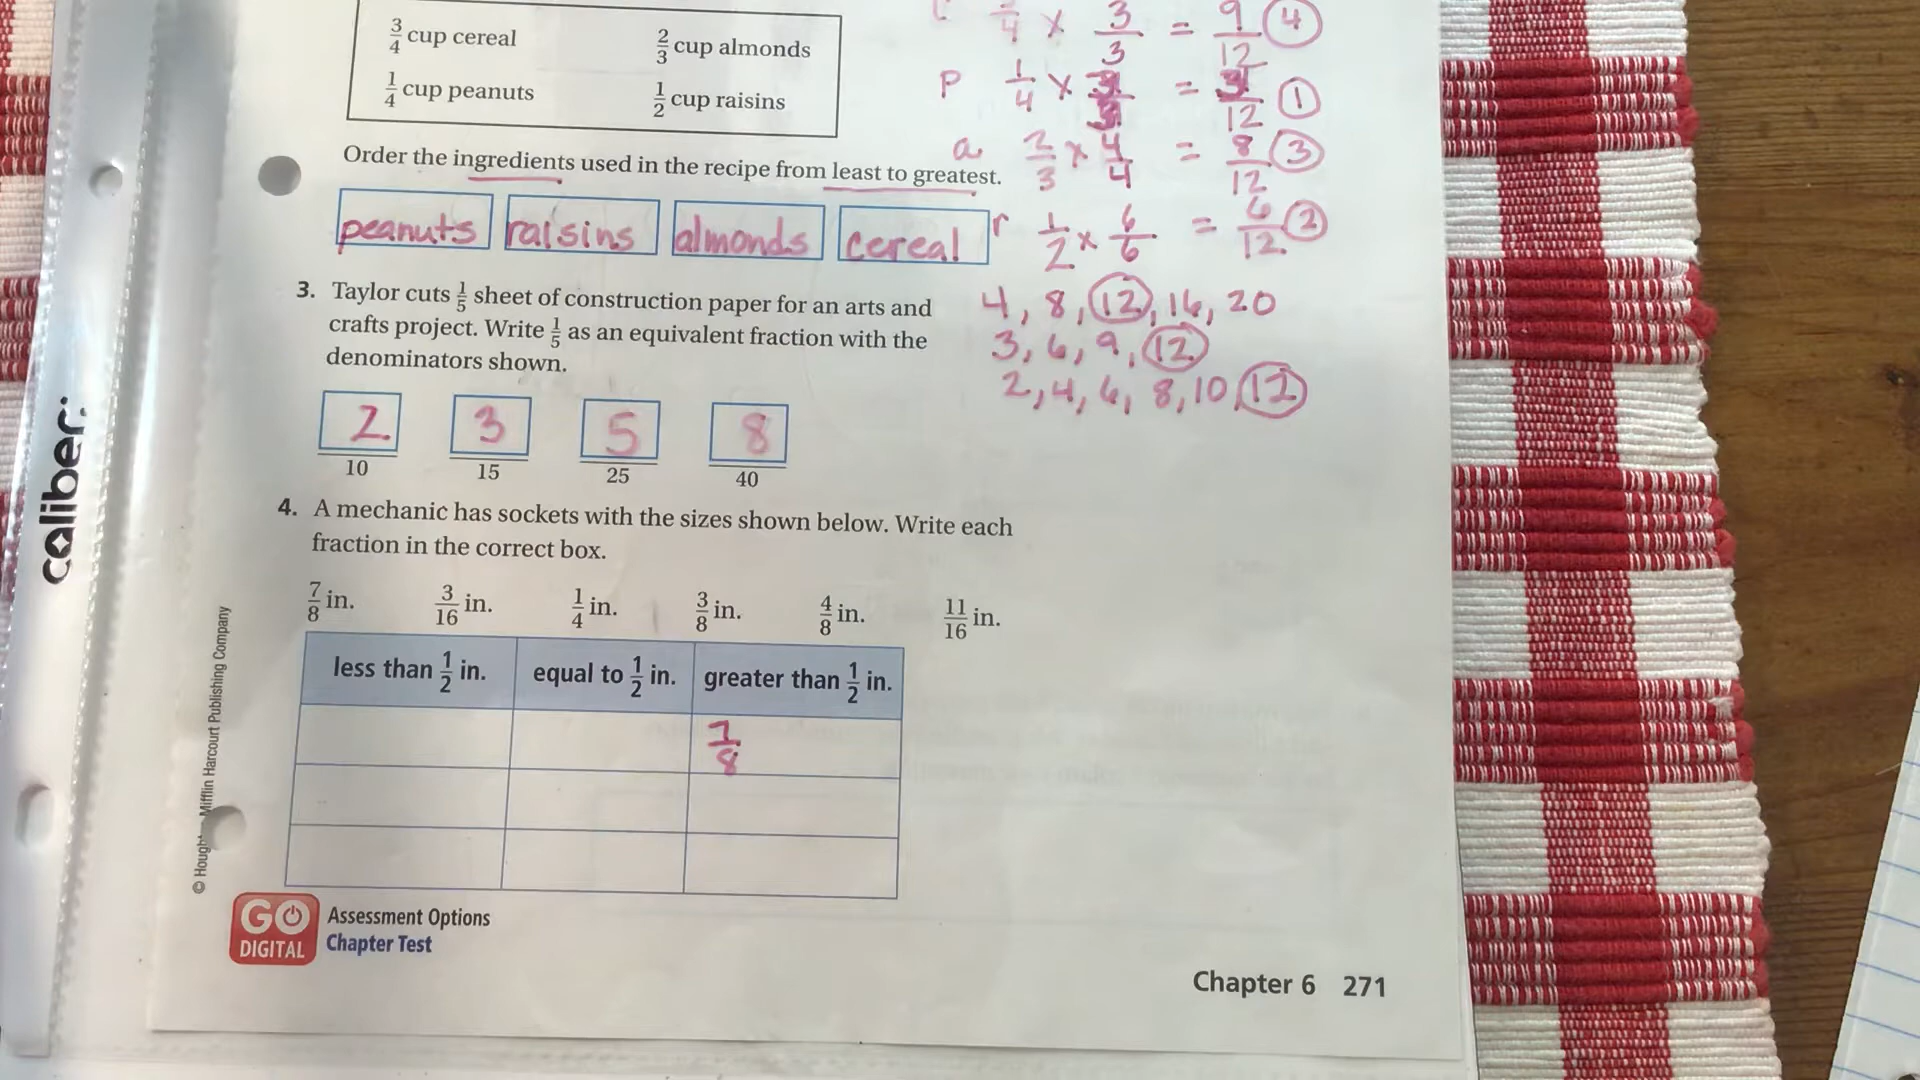 3/4 cup cereal 2/3 cup almonds
1/4 cup peanuts 1/2 cup raisins
Order the ingredients used in the recipe from least to greatest.
peanuts raisins almonds cereal
/4 × 3/3 = 9/12 4
p 1/4 × 3/3 = 3/12 1
a 2/3 × 4/4 = 8/12 3
r 1/2 × 6/6 = 6/12 2
4, 8, 12, 16, 20
3, 6, 9, 12
2, 4, 6, 8, 10, 12
3. Taylor cuts 1/5 sheet of construction paper for an arts and
crafts project. Write 1/5 as an equivalent fraction with the
denominators shown.
2/10 3/15 5/25 8/40
4. A mechanic has sockets with the sizes shown below. Write each
fraction in the correct box.
7/8 in. 3/16 in. 1/4 in. 3/8 in. 4/8 in. 11/16 in.
less than 1/2 in. equal to 1/2 in. greater than 1/2 in.
7/8
GO
DIGITAL
Assessment Options
Chapter Test
Chapter 6 271
© Mifflin Harcourt Publishing Company
caliber